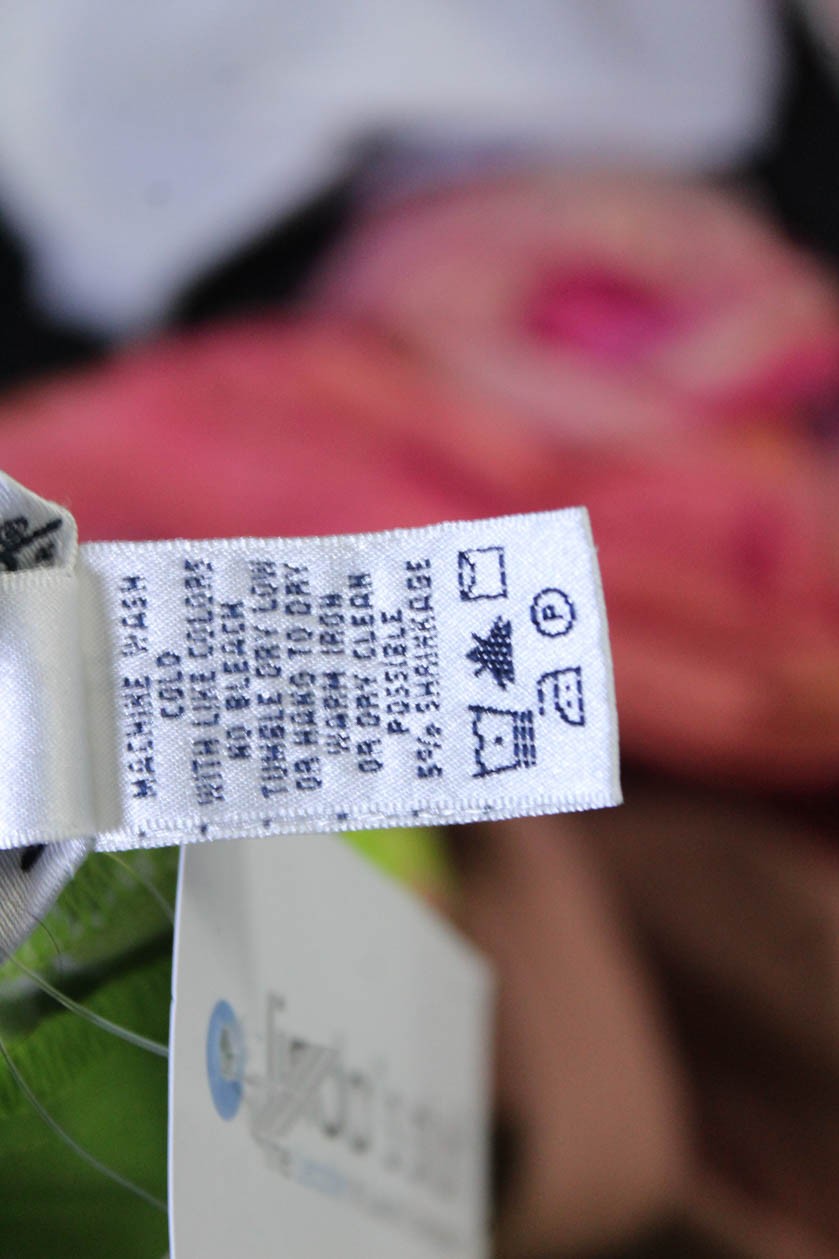 MACHINE WASH
COLD
WITH LIKE COLORS
NO BLEACH
TUMBLE DRY LOW
OR HANG TO DRY
WARM IRON
OR DRY CLEAN
POSSIBLE
5% SHRINKAGE
P